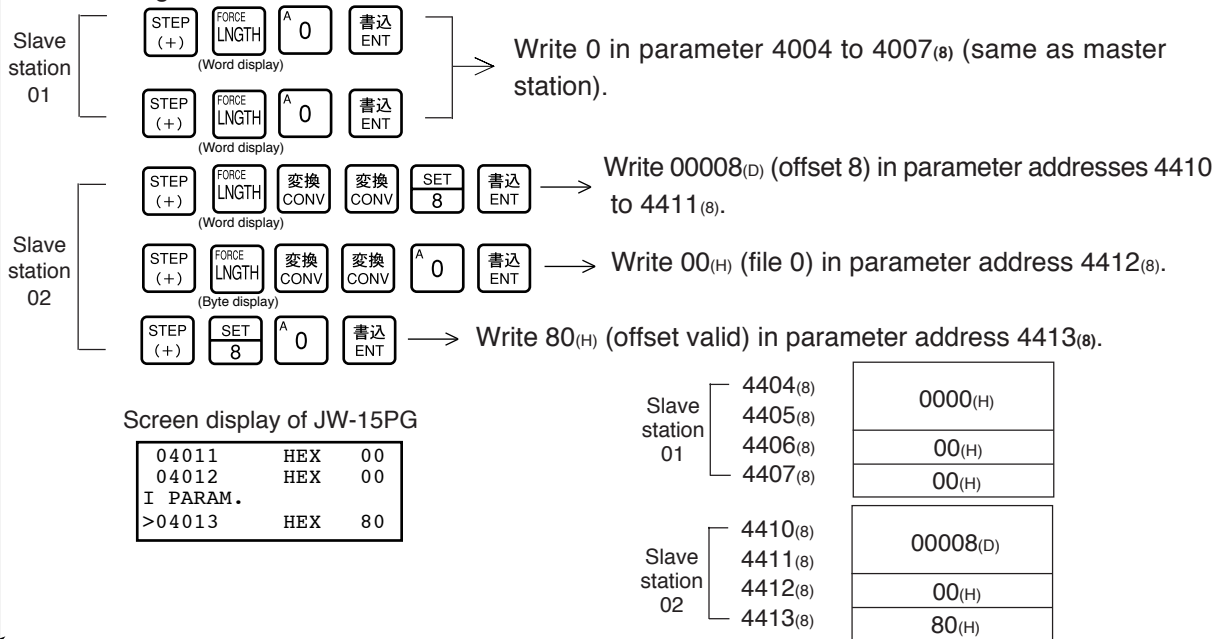 Slave station 01
STEP (+) FORCE LNGTH A 0 書込 ENT
(Word display)
STEP (+) FORCE LNGTH A 0 書込 ENT
(Word display)
Write 0 in parameter 4004 to 4007(8) (same as master
station).
Slave station 02
STEP (+) FORCE LNGTH 変換 CONV 変換 CONV SET 8 書込 ENT
(Word display)
Write 00008(D) (offset 8) in parameter addresses 4410
to 4411(8).
STEP (+) FORCE LNGTH 変換 CONV 変換 CONV A 0 書込 ENT
(Byte display)
Write 00(H) (file 0) in parameter address 4412(8).
STEP (+) SET 8 A 0 書込 ENT
Write 80(H) (offset valid) in parameter address 4413(8).
Screen display of JW-15PG
04011 HEX 00
04012 HEX 00
I PARAM.
>04013 HEX 80
Slave station 01
4404(8)
4405(8)
4406(8)
4407(8)
0000(H)
00(H)
00(H)
Slave station 02
4410(8)
4411(8)
4412(8)
4413(8)
00008(D)
00(H)
80(H)